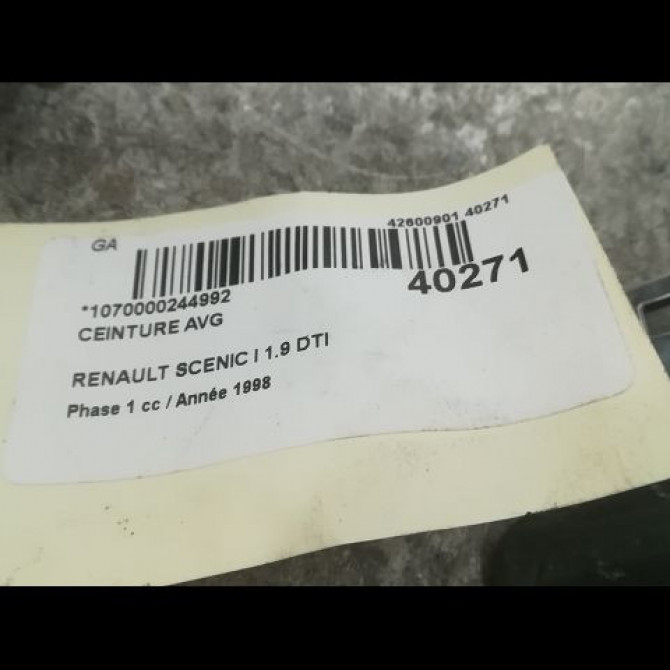 GA
42600901 40271
40271
*1070000244992
CEINTURE AVG
RENAULT SCENIC I 1.9 DTI
Phase 1 cc / Année 1998